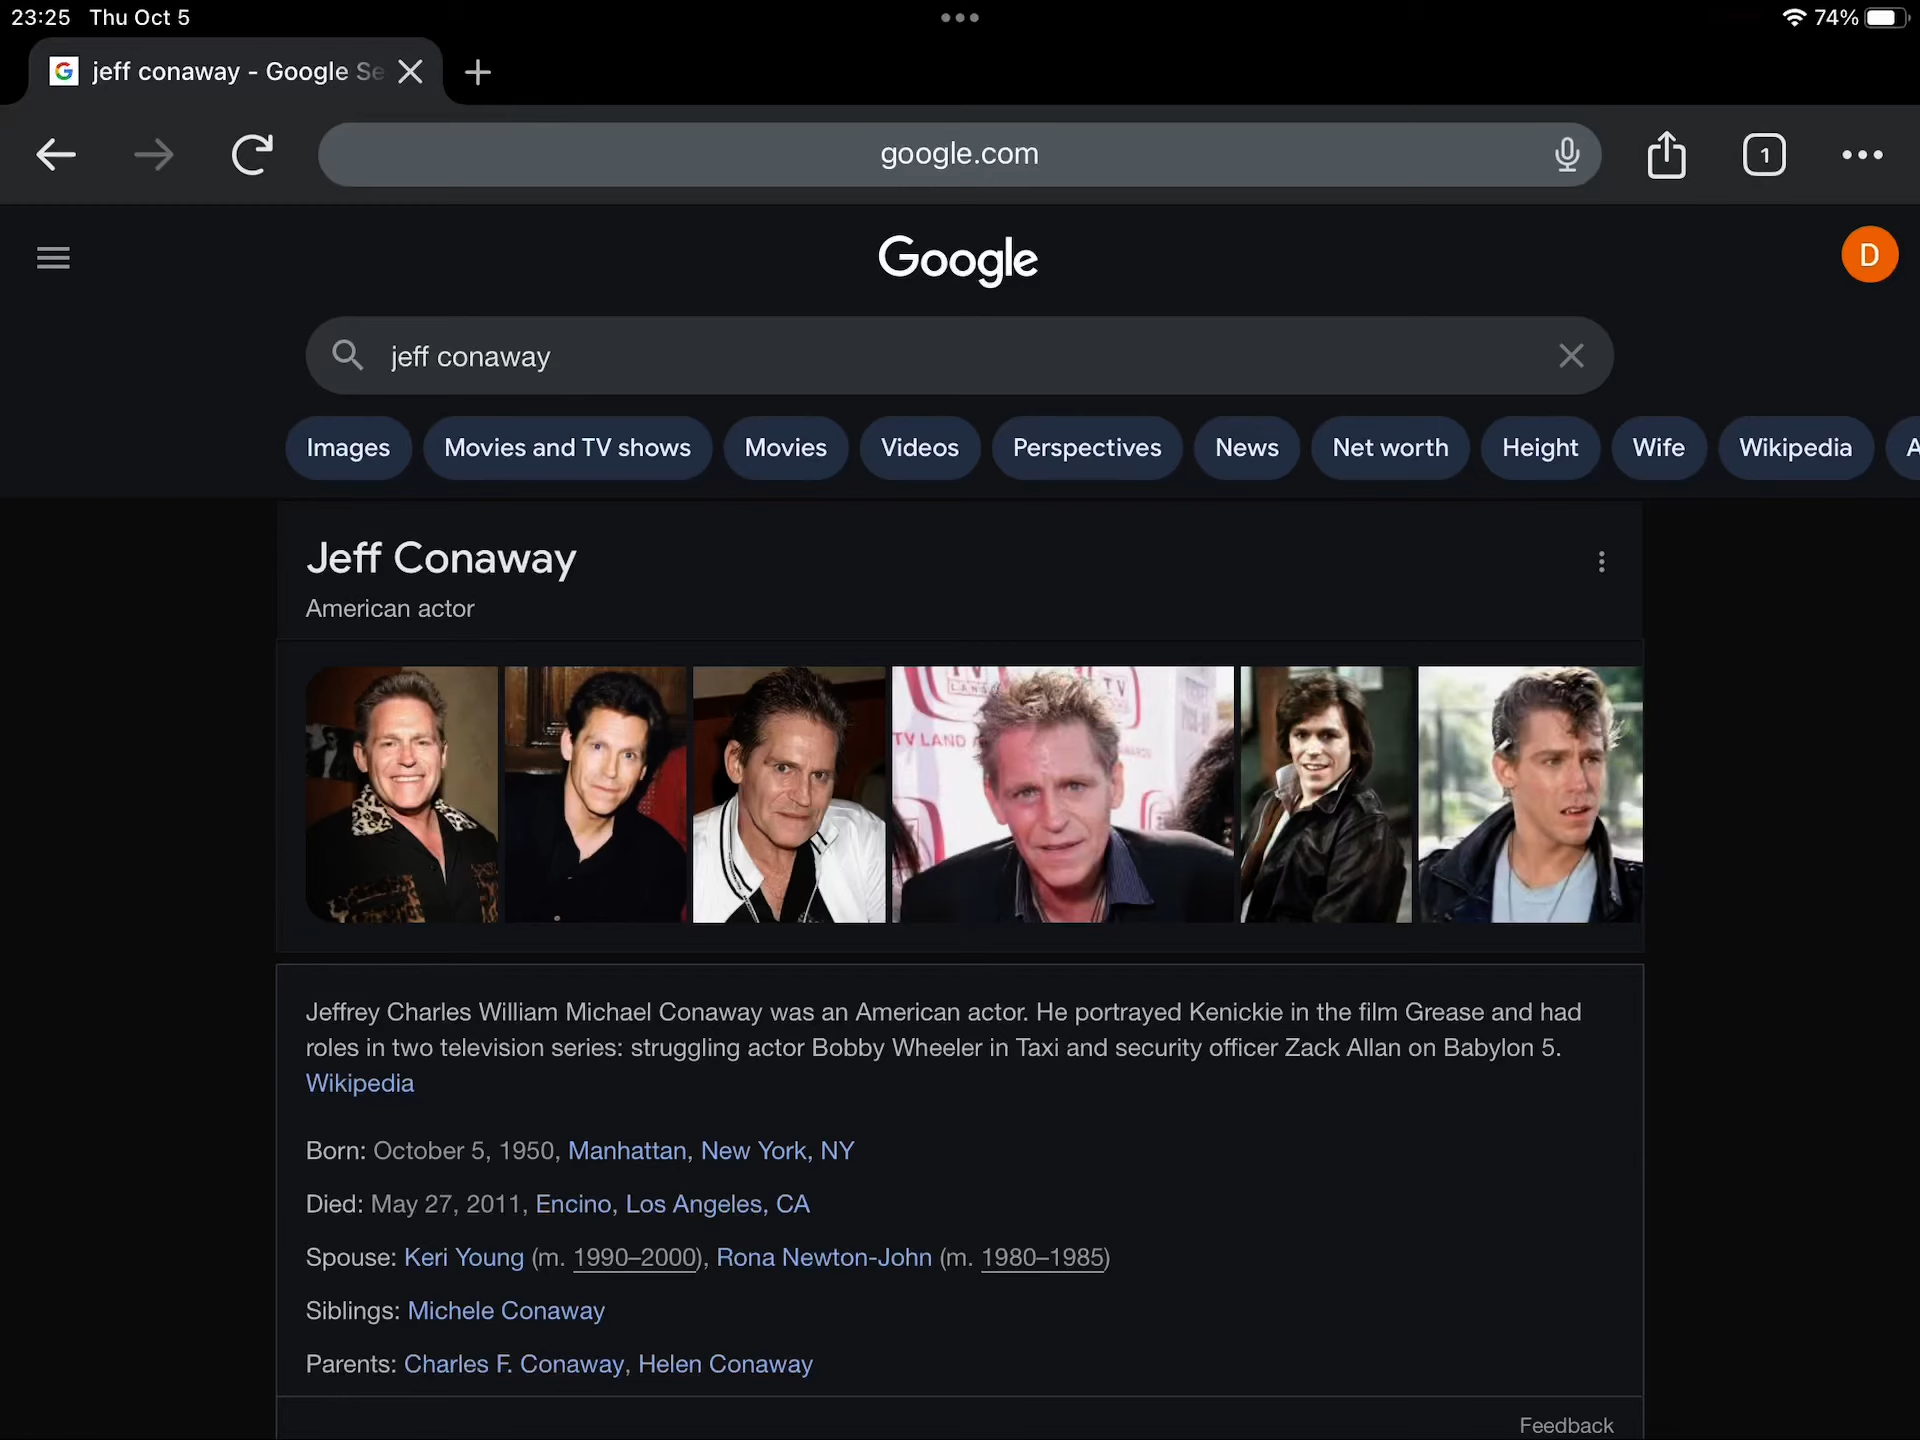 23:25 Thu Oct 5
74%
jeff conaway - Google Se
google.com
1
Google
D
jeff conaway
Images Movies and TV shows Movies Videos Perspectives News Net worth Height Wife Wikipedia A
Jeff Conaway
American actor
TV LAND
Jeffrey Charles William Michael Conaway was an American actor. He portrayed Kenickie in the film Grease and had
roles in two television series: struggling actor Bobby Wheeler in Taxi and security officer Zack Allan on Babylon 5.
Wikipedia
Born: October 5, 1950, Manhattan, New York, NY
Died: May 27, 2011, Encino, Los Angeles, CA
Spouse: Keri Young (m. 1990–2000), Rona Newton-John (m. 1980–1985)
Siblings: Michele Conaway
Parents: Charles F. Conaway, Helen Conaway
Feedback